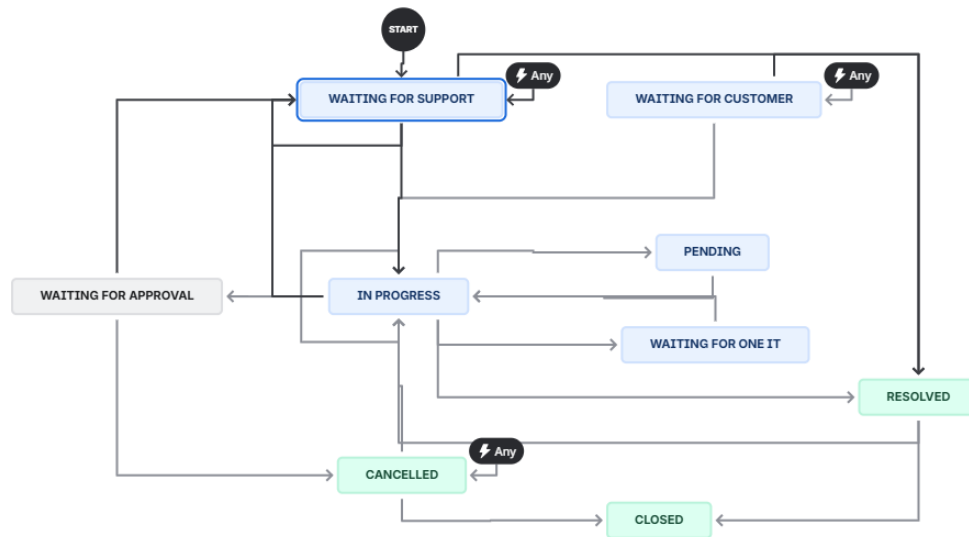 START
Any
Any
WAITING FOR SUPPORT
WAITING FOR CUSTOMER
PENDING
WAITING FOR APPROVAL
IN PROGRESS
WAITING FOR ONE IT
RESOLVED
Any
CANCELLED
CLOSED